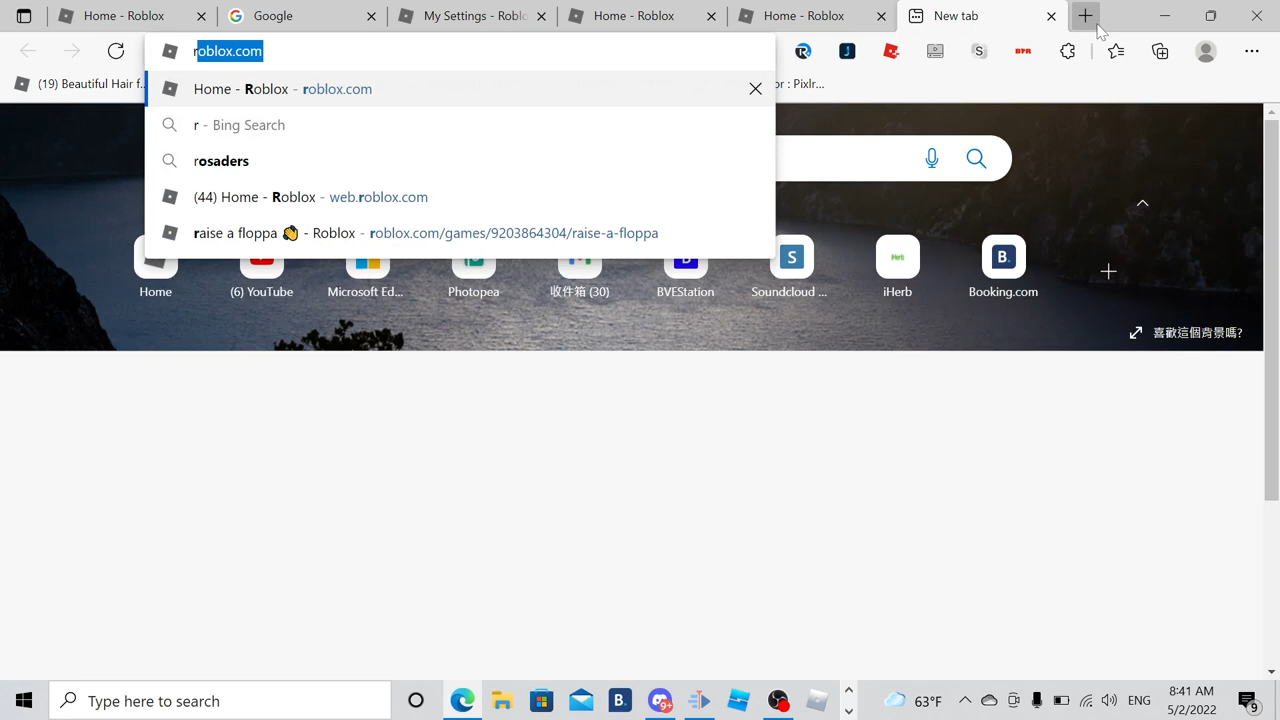 Home - Roblox
Google
My Settings - Roblo
Home - Roblox
Home - Roblox
New tab
roblox.com
(19) Beautiful Hair f...
or : Pixlr...
Home - Roblox - roblox.com
r - Bing Search
rosaders
(44) Home - Roblox - web.roblox.com
raise a floppa 👋 - Roblox - roblox.com/games/9203864304/raise-a-floppa
S
iHerb
B.
Home
(6) YouTube
Microsoft Ed...
Photopea
收件箱 (30)
BVEStation
Soundcloud ...
iHerb
Booking.com
喜歡這個背景嗎?
Type here to search
B.
9+
63°F
ENG
8:41 AM
5/2/2022
9